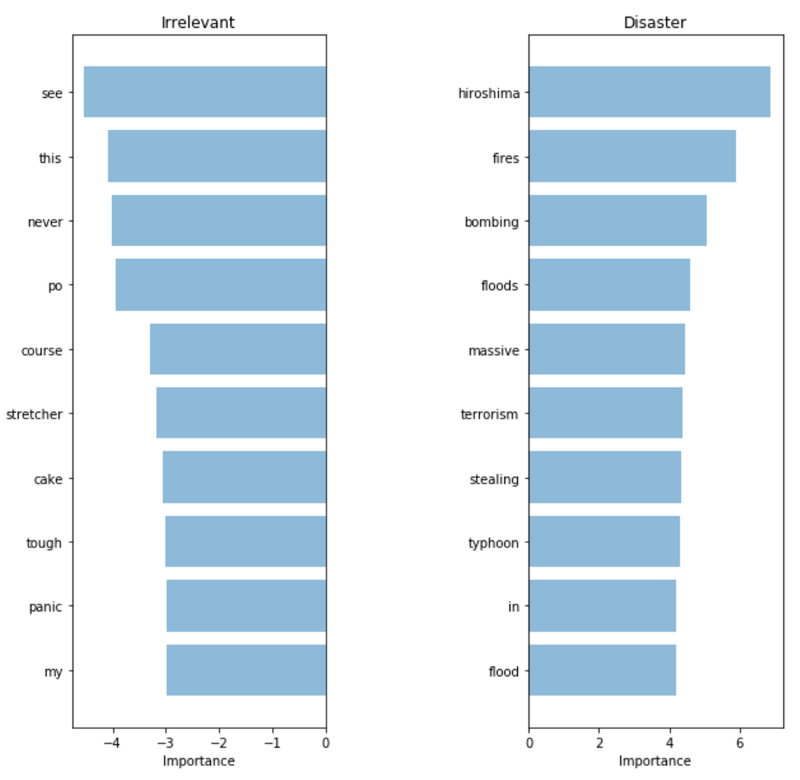 Irrelevant
see
this
never
po
course
stretcher
cake
tough
panic
my
−4 −3 −2 −1 0
Importance
Disaster
hiroshima
fires
bombing
floods
massive
terrorism
stealing
typhoon
in
flood
0 2 4 6
Importance